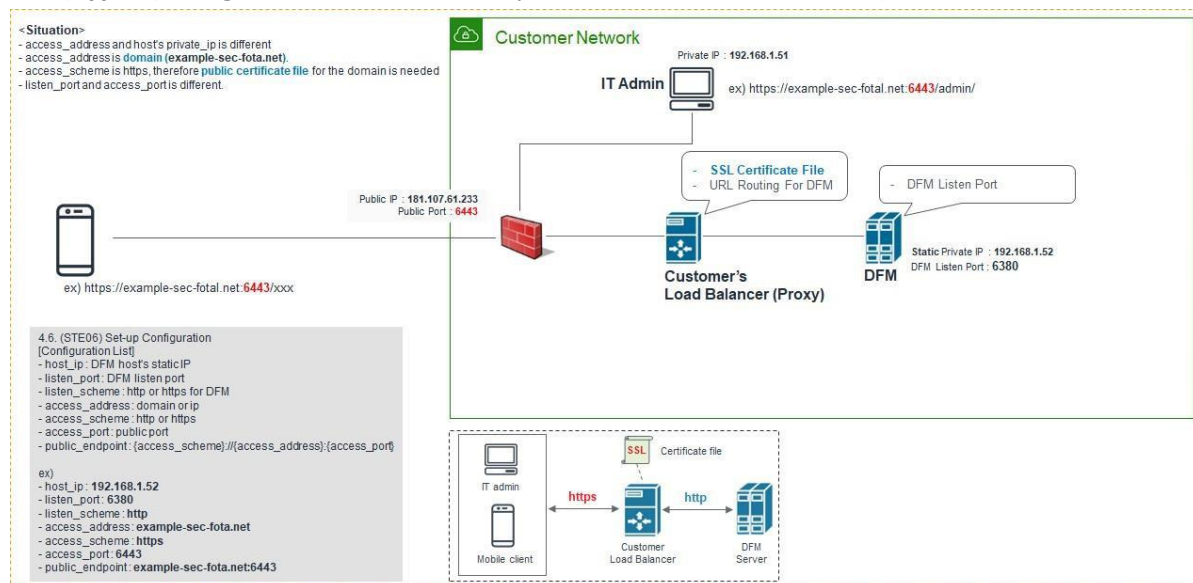 <Situation>
- access_address and host's private_ip is different
- access_address is domain (example-sec-fota.net).
- access_scheme is https, therefore public certificate file for the domain is needed
- listen_port and access_port is different.
Customer Network
Private IP : 192.168.1.51
IT Admin
ex) https://example-sec-fotal.net:6443/admin/
- SSL Certificate File
- URL Routing For DFM
- DFM Listen Port
Public IP : 181.107.61.233
Public Port : 6443
Static Private IP : 192.168.1.52
DFM Listen Port : 6380
DFM
Customer's
Load Balancer (Proxy)
ex) https://example-sec-fotal.net:6443/xxx
4.6. (STE06) Set-up Configuration
[Configuration List]
- host_ip : DFM host's static IP
- listen_port : DFM listen port
- listen_scheme : http or https for DFM
- access_address : domain or ip
- access_scheme : http or https
- access_port : public port
- public_endpoint : {access_scheme}://{access_address}:{access_port}
ex)
- host_ip : 192.168.1.52
- listen_port : 6380
- listen_scheme : http
- access_address : example-sec-fota.net
- access_scheme : https
- access_port : 6443
- public_endpoint : example-sec-fota.net:6443
SSL
Certificate file
IT admin
https
http
Mobile client
Customer
Load Balancer
DFM
Server